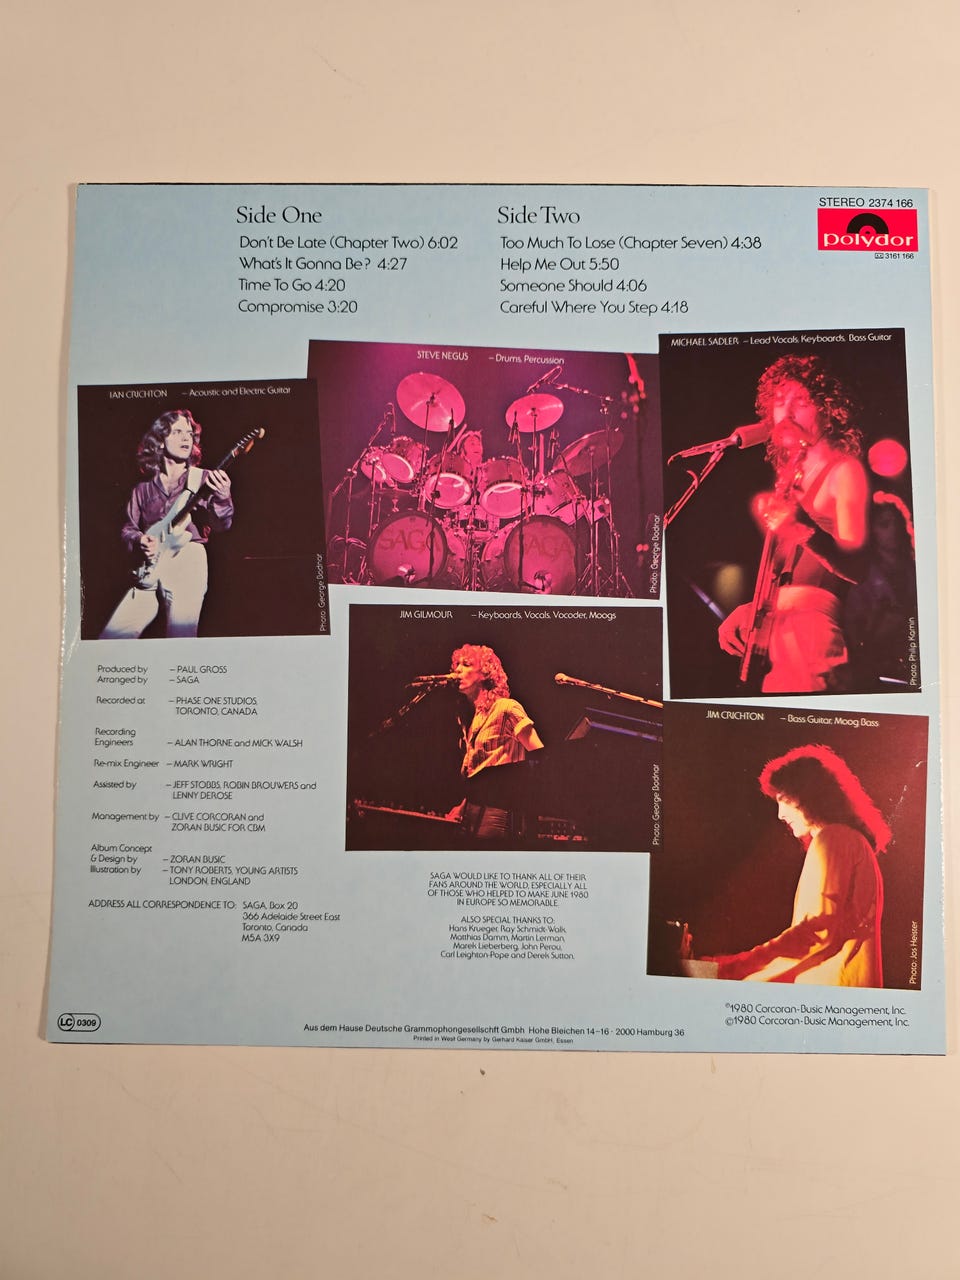 STEREO 2374 166
polydor
3161 166
Side One
Don't Be Late (Chapter Two) 6:02
What's It Gonna Be? 4:27
Time To Go 4:20
Compromise 3:20
Side Two
Too Much To Lose (Chapter Seven) 4:38
Help Me Out 5:50
Someone Should 4:06
Careful Where You Step 4:18
IAN CRICHTON – Acoustic and Electric Guitar
Photo: George Bodnar
STEVE NEGUS – Drums, Percussion
SAGA SAGA
Photo: George Bodnar
MICHAEL SADLER – Lead Vocals, Keyboards, Bass Guitar
Photo: Philip Kamin
JIM GILMOUR – Keyboards, Vocals, Vocoder, Moogs
Photo: George Bodnar
JIM CRICHTON – Bass Guitar, Moog Bass
Photo: Jos Heister
Produced by – PAUL GROSS
Arranged by – SAGA
Recorded at – PHASE ONE STUDIOS,
TORONTO, CANADA
Recording
Engineers – ALAN THORNE and MICK WALSH
Re-mix Engineer – MARK WRIGHT
Assisted by – JEFF STOBBS, ROBIN BROUWERS and
LENNY DEROSE
Management by – CLIVE CORCORAN and
ZORAN BUSIC FOR CBM
Album Concept
& Design by – ZORAN BUSIC
Illustration by – TONY ROBERTS, YOUNG ARTISTS
LONDON, ENGLAND
ADDRESS ALL CORRESPONDENCE TO: SAGA, Box 20
366 Adelaide Street East
Toronto, Canada
M5A 3X9
SAGA WOULD LIKE TO THANK ALL OF THEIR
FANS AROUND THE WORLD, ESPECIALLY ALL
OF THOSE WHO HELPED TO MAKE JUNE 1980
IN EUROPE SO MEMORABLE.
ALSO SPECIAL THANKS TO:
Hans Krueger, Ray Schmidt-Walk,
Matthias Damm, Martin Lerman,
Marek Lieberberg, John Perou,
Carl Leighton-Pope and Derek Sutton.
℗1980 Corcoran-Busic Management, Inc.
©1980 Corcoran-Busic Management, Inc.
LC 0309
Aus dem Hause Deutsche Grammophongesellschft Gmbh Hohe Bleichen 14-16 · 2000 Hamburg 36
Printed in West Germany by Gerhard Kaiser GmbH, Essen